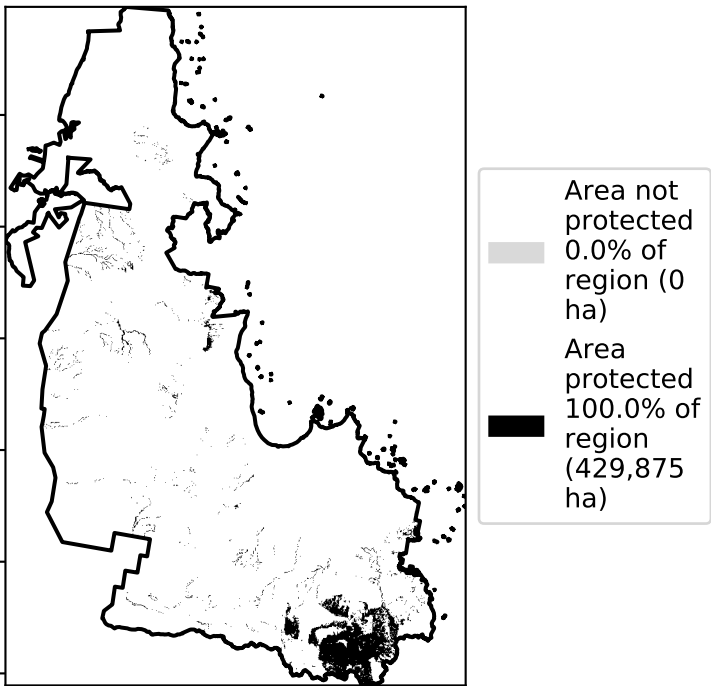 Area not
protected
0.0% of
region (0
ha)
Area
protected
100.0% of
region
(429,875
ha)